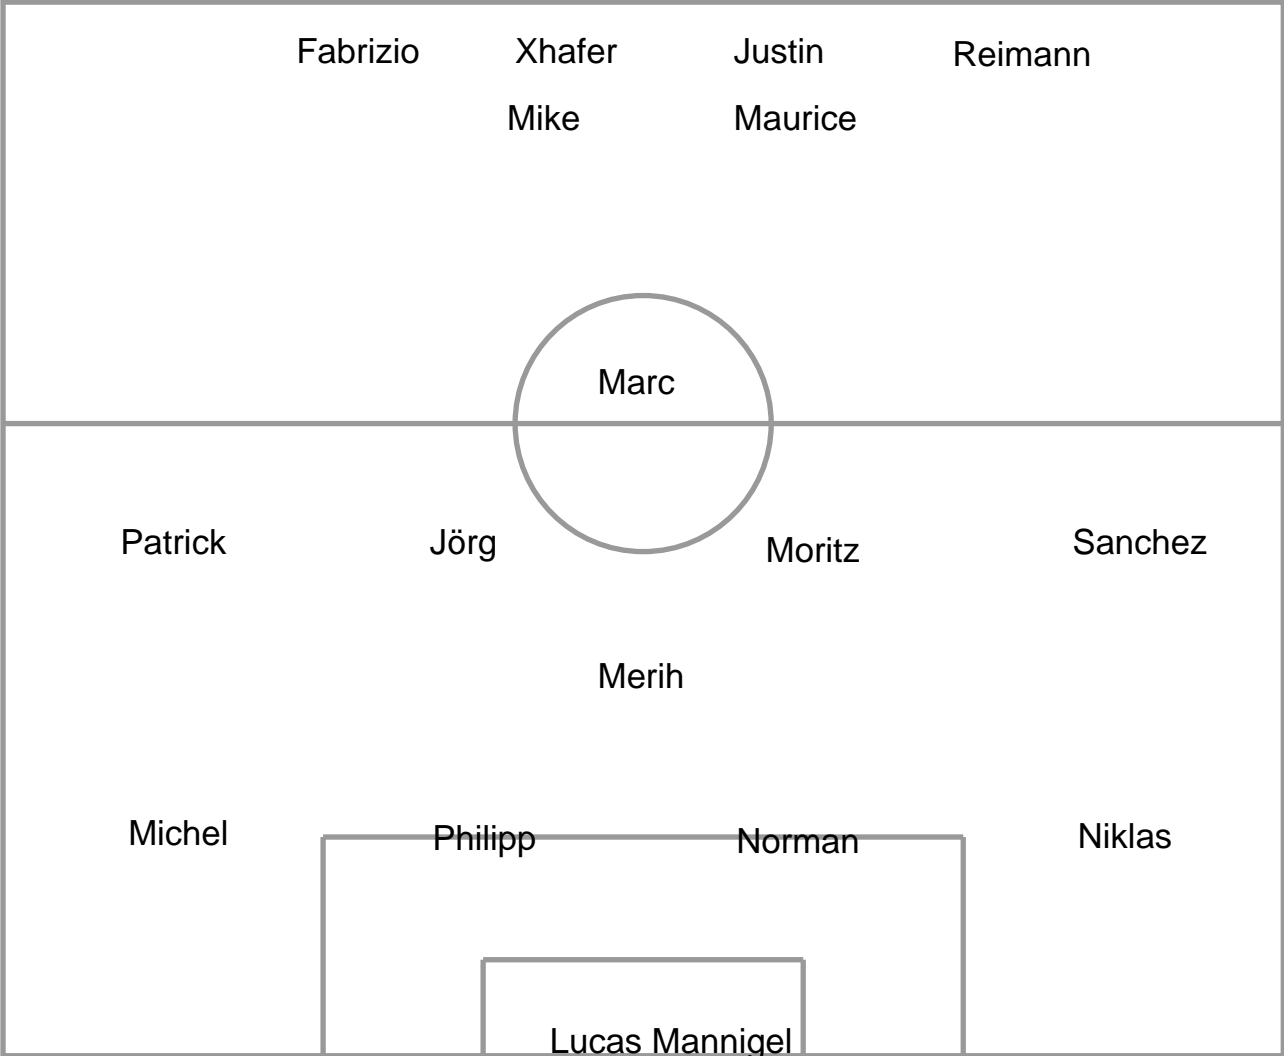 Fabrizio Xhafer Justin Reimann
Mike Maurice
Marc
Patrick Jörg Moritz Sanchez
Merih
Michel Philipp Norman Niklas
Lucas Mannigel